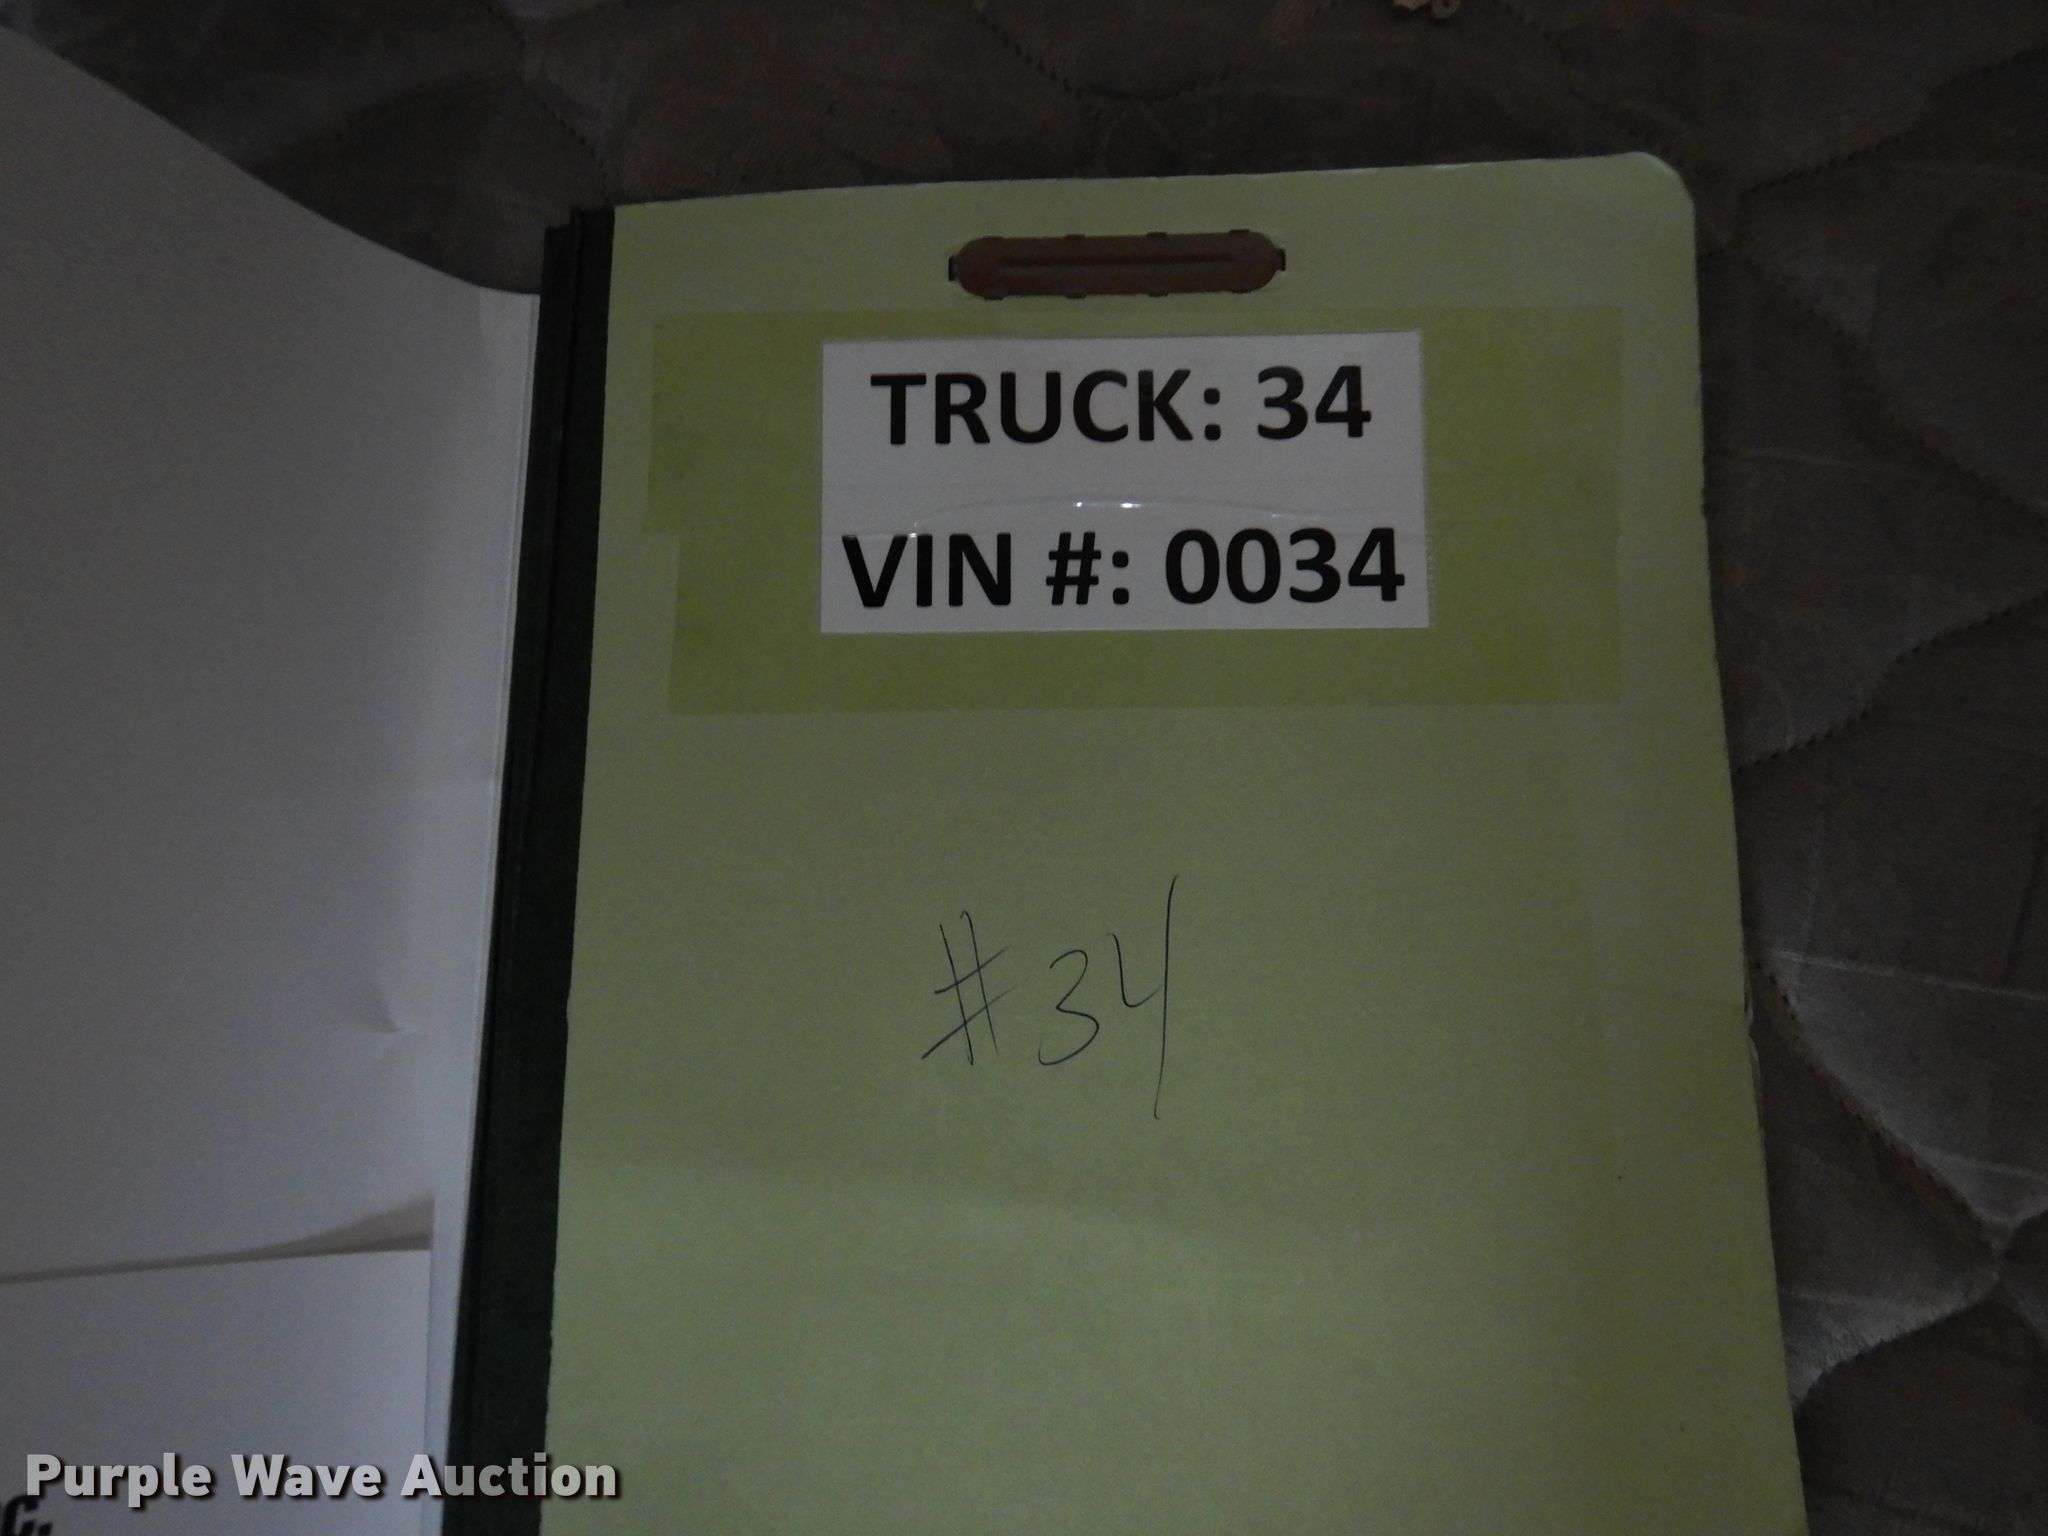 TRUCK: 34
VIN #: 0034
#34
Purple Wave Auction